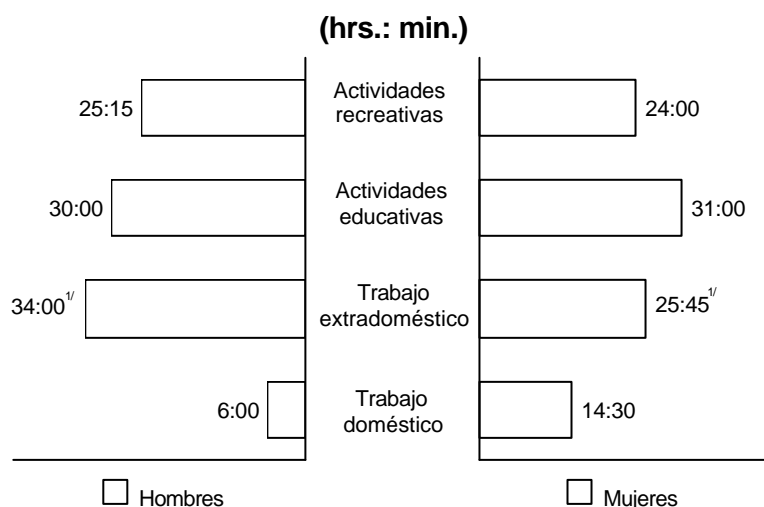 (hrs.: min.)
25:15
Actividades
recreativas
24:00
30:00
Actividades
educativas
31:00
34:00 1/
Trabajo
extradoméstico
25:45 1/
6:00
Trabajo
doméstico
14:30
Hombres
Mujeres